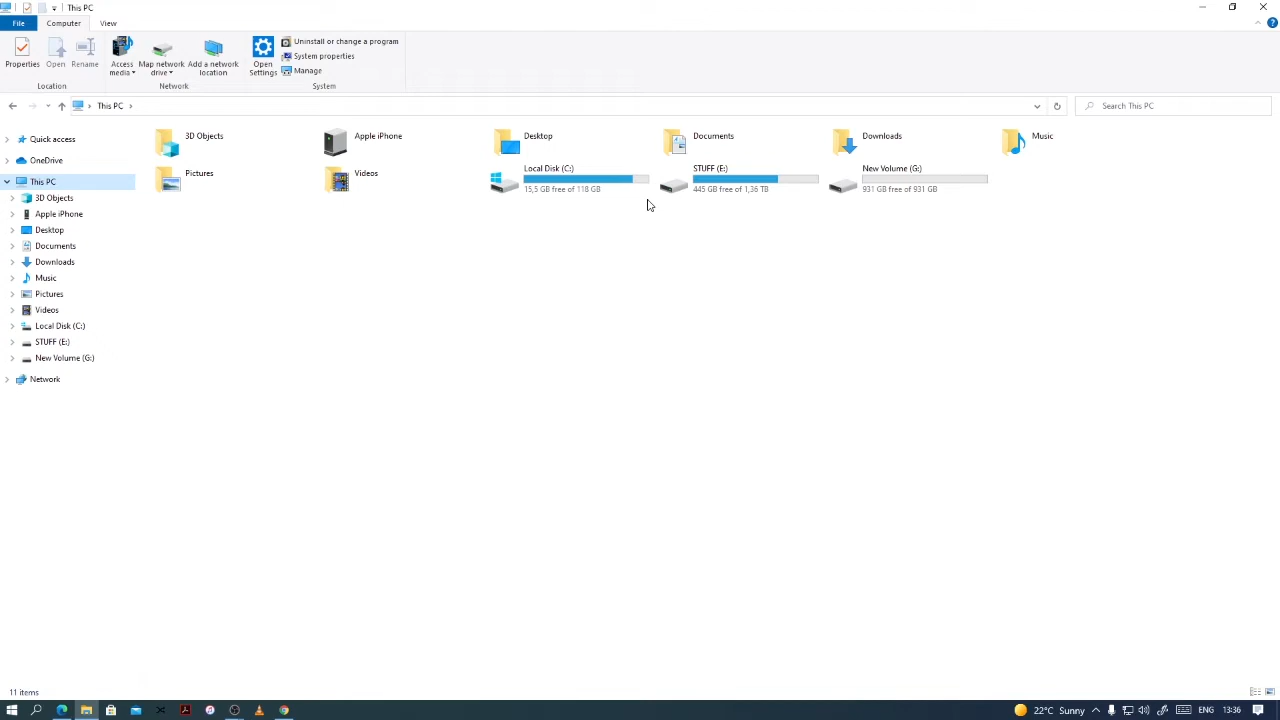 This PC
File
Computer
View
Properties
Open
Rename
Access media
Map network drive
Add a network location
Open Settings
Uninstall or change a program
System properties
Manage
Location
Network
System
This PC
Search This PC
Quick access
OneDrive
This PC
3D Objects
Apple iPhone
Desktop
Documents
Downloads
Music
Pictures
Videos
Local Disk (C:)
STUFF (E:)
New Volume (G:)
Network
3D Objects
Apple iPhone
Desktop
Documents
Downloads
Music
Pictures
Videos
Local Disk (C:)
15,5 GB free of 118 GB
STUFF (E:)
445 GB free of 1,36 TB
New Volume (G:)
931 GB free of 931 GB
11 items
22°C Sunny
ENG
13:36